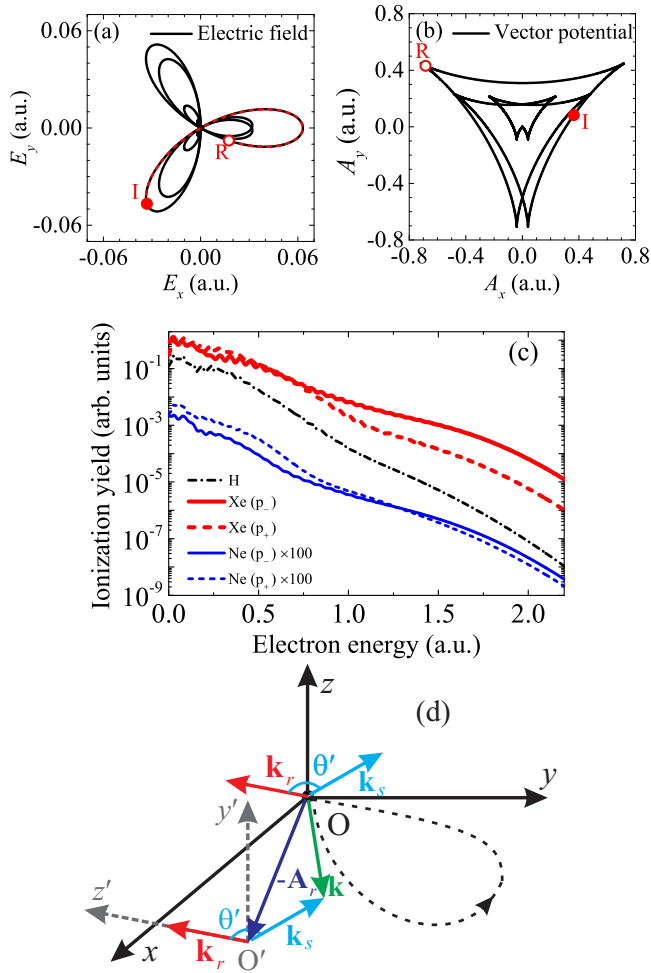 (a)
Electric field
0.05
0.00
-0.06
E_y (a.u.)
R
I
-0.06
0.00
0.06
E_x (a.u.)
(b)
Vector potential
0.8
0.4
0.0
-0.4
-0.8
A_y (a.u.)
R
I
-0.8
-0.4
0.0
0.4
0.8
A_x (a.u.)
(c)
Ionization yield (arb. units)
10^-1
10^-3
10^-5
10^-7
10^-9
H
Xe (p_-)
Xe (p_+)
Ne (p_-) ×100
Ne (p_+) ×100
0.0
0.5
1.0
1.5
2.0
Electron energy (a.u.)
(d)
z
y
k_r
θ'
k_s
O
y'
-A_r
k
z'
x
k_r
θ'
k_s
O'